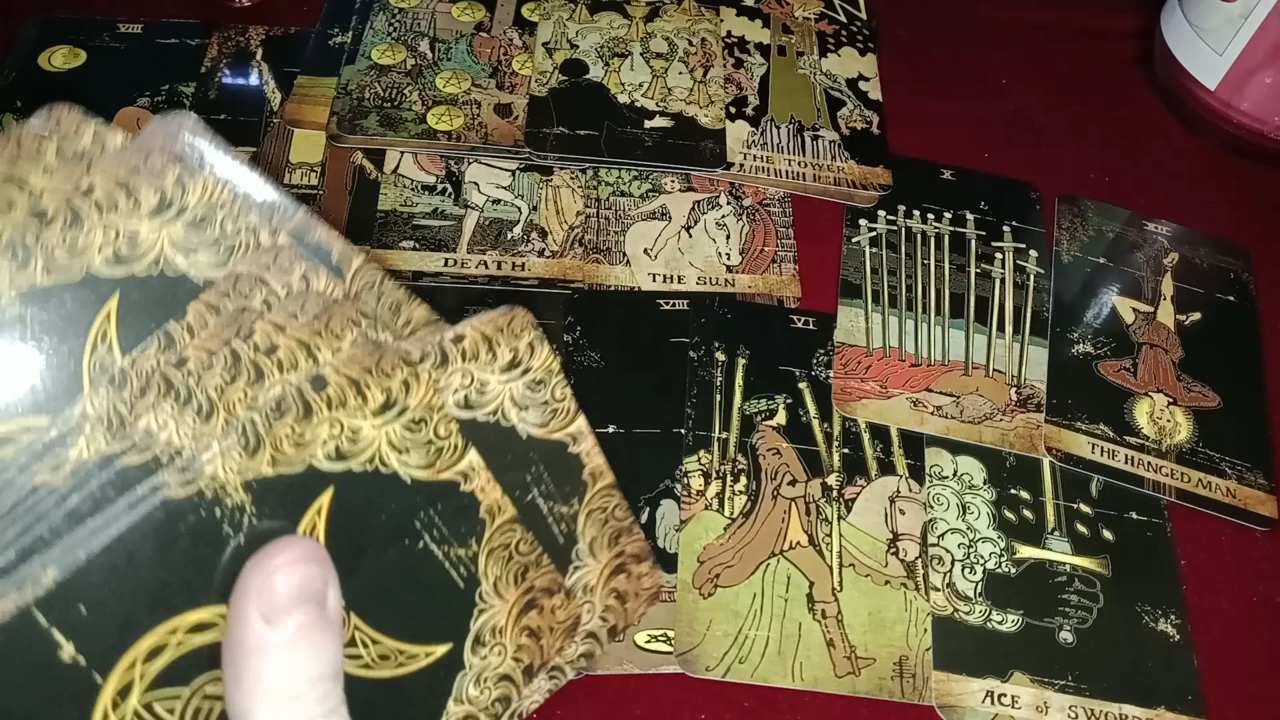 VIII
THE TOWER.
DEATH.
THE SUN.
X
XII
THE HANGED MAN.
VIII
VI
ACE of SWORDS